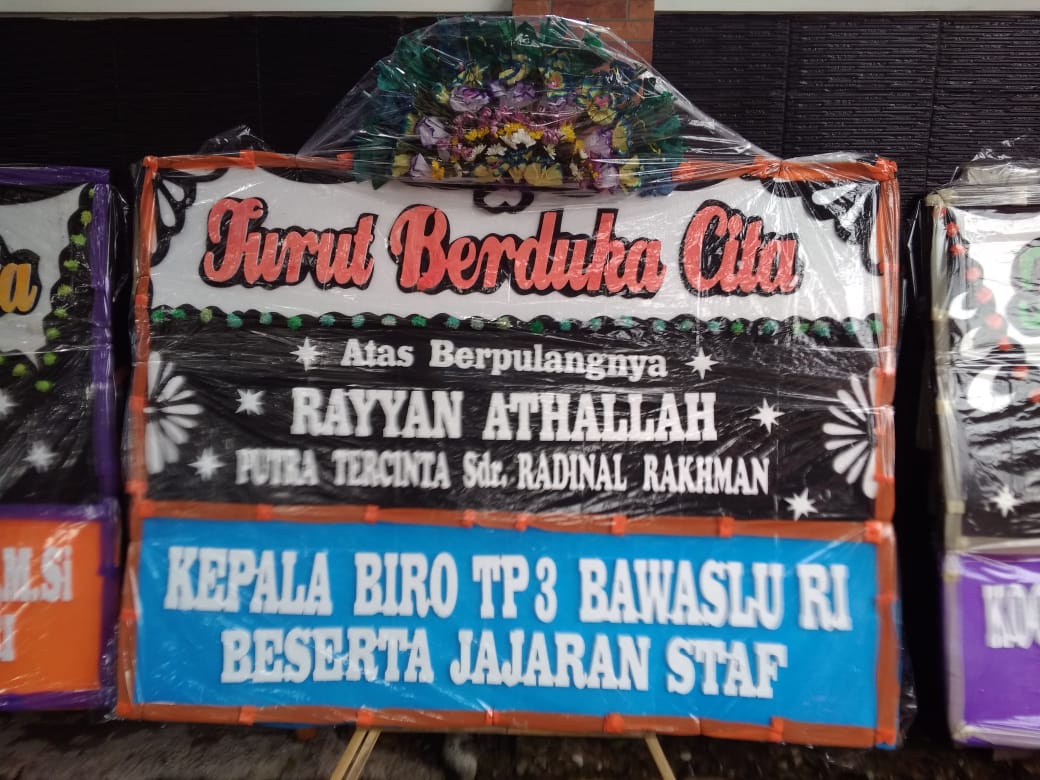 Turut Berduka Cita
Atas Berpulangnya
RAYYAN ATHALLAH
PUTRA TERCINTA Sdr. RADINAL RAKHMAN
KEPALA BIRO TP3 BAWASLU RI
BESERTA JAJARAN STAF